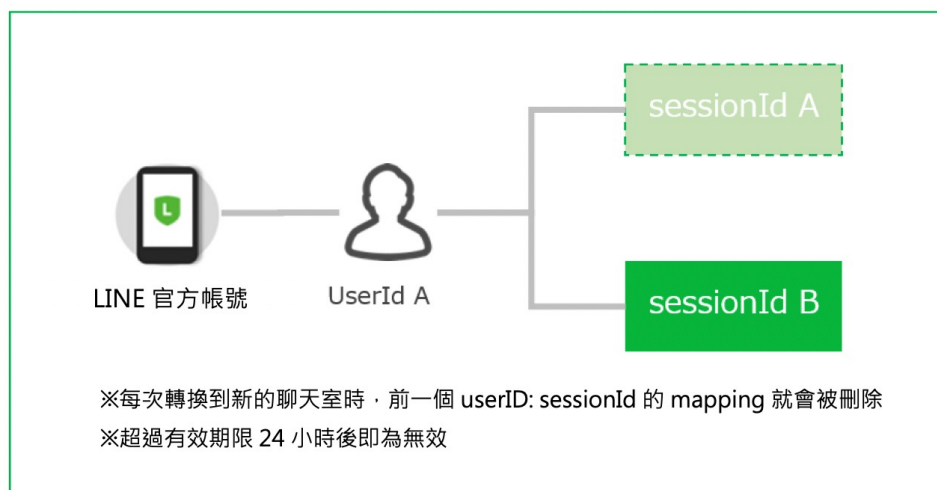 sessionId A
L
LINE 官方帳號
UserId A
sessionId B
※每次轉換到新的聊天室時，前一個 userID: sessionId 的 mapping 就會被刪除
※超過有效期限 24 小時後即為無效